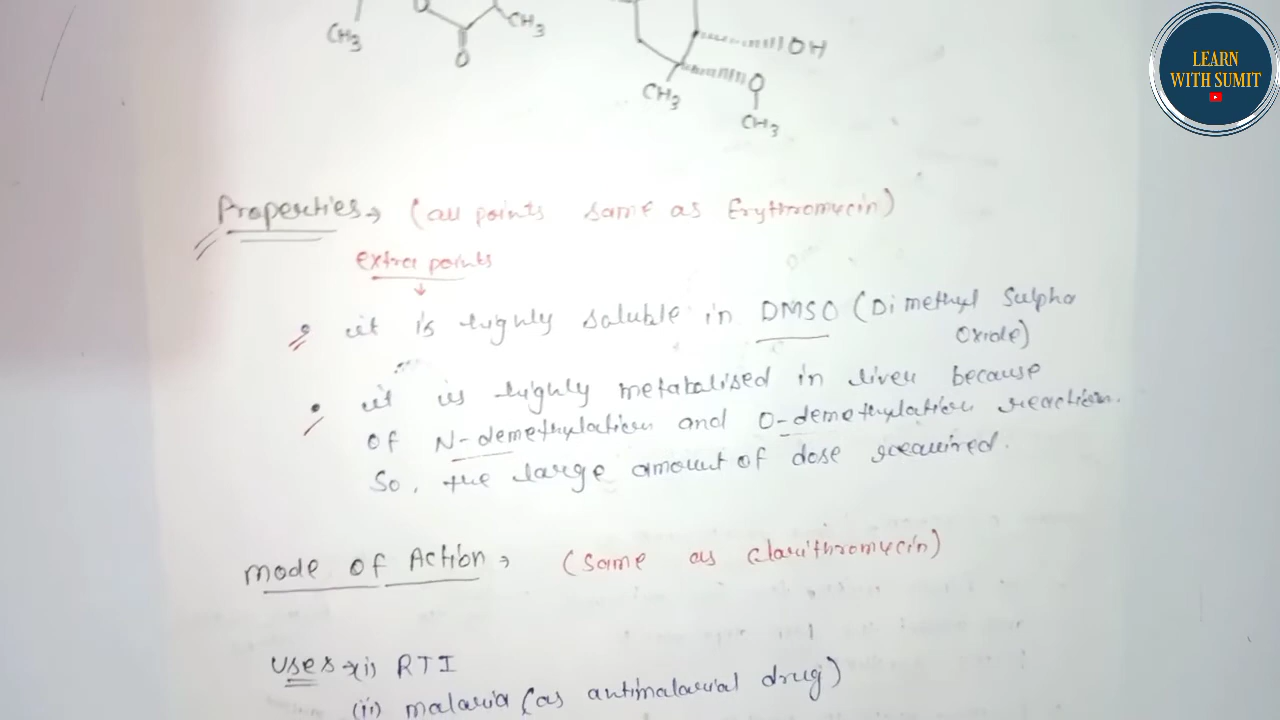 CH3
O
O
CH3
OH
CH3
O
CH3
LEARN
WITH SUMIT
Properties → (all points same as Erythromycin)
extra points
↓
• it is highly soluble in DMSO (Dimethyl Sulpho
Oxide)
• it is highly metabolised in liver because
of N-demethylation and O-demethylation reaction.
So, the large amount of dose required.
mode of Action → (same as clarithromycin)
uses → (i) RTI
(ii) malaria (as antimalarial drug)